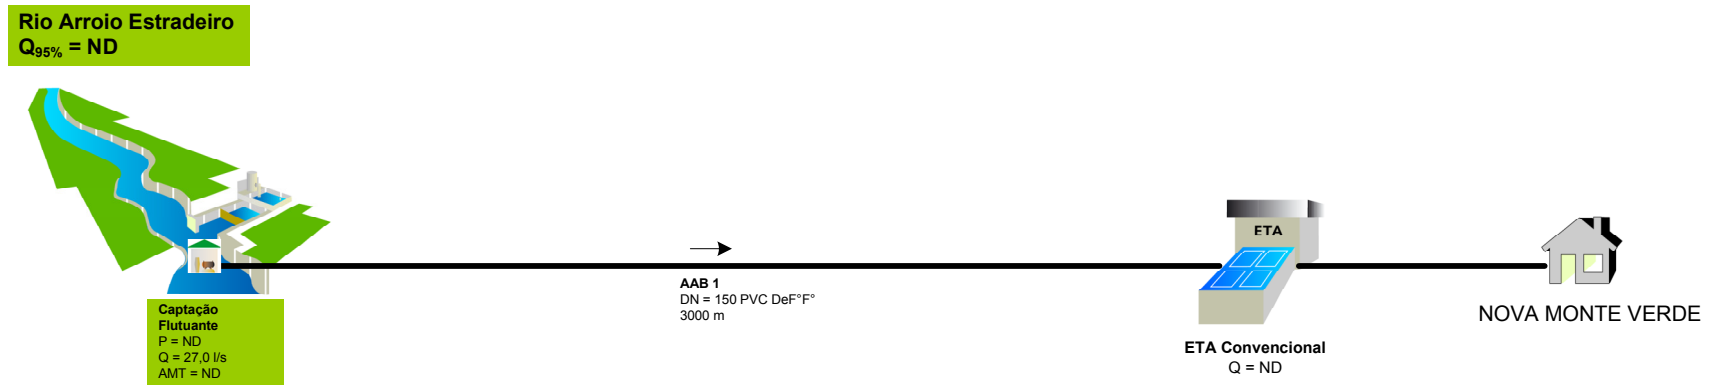 Rio Arroio Estradeiro
Q95% = ND
ETA
AAB 1
DN = 150 PVC DeF°F°
3000 m
Captação
Flutuante
P = ND
Q = 27,0 l/s
AMT = ND
ETA Convencional
Q = ND
NOVA MONTE VERDE